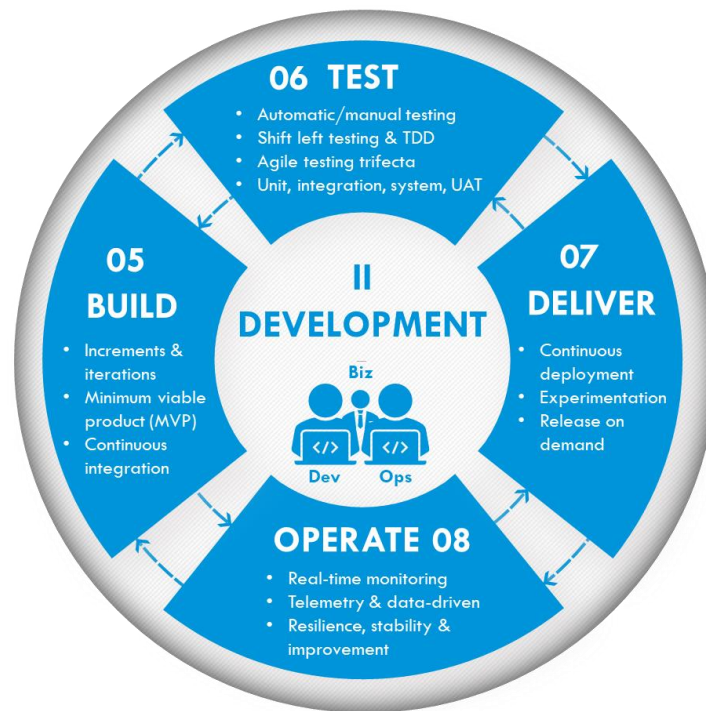 06 TEST
• Automatic/manual testing
• Shift left testing & TDD
• Agile testing trifecta
• Unit, integration, system, UAT
05
BUILD
• Increments &
iterations
• Minimum viable
product (MVP)
• Continuous
integration
II
DEVELOPMENT
Biz
</> </>
Dev Ops
07
DELIVER
• Continuous
deployment
• Experimentation
• Release on
demand
OPERATE 08
• Real-time monitoring
• Telemetry & data-driven
• Resilience, stability &
improvement